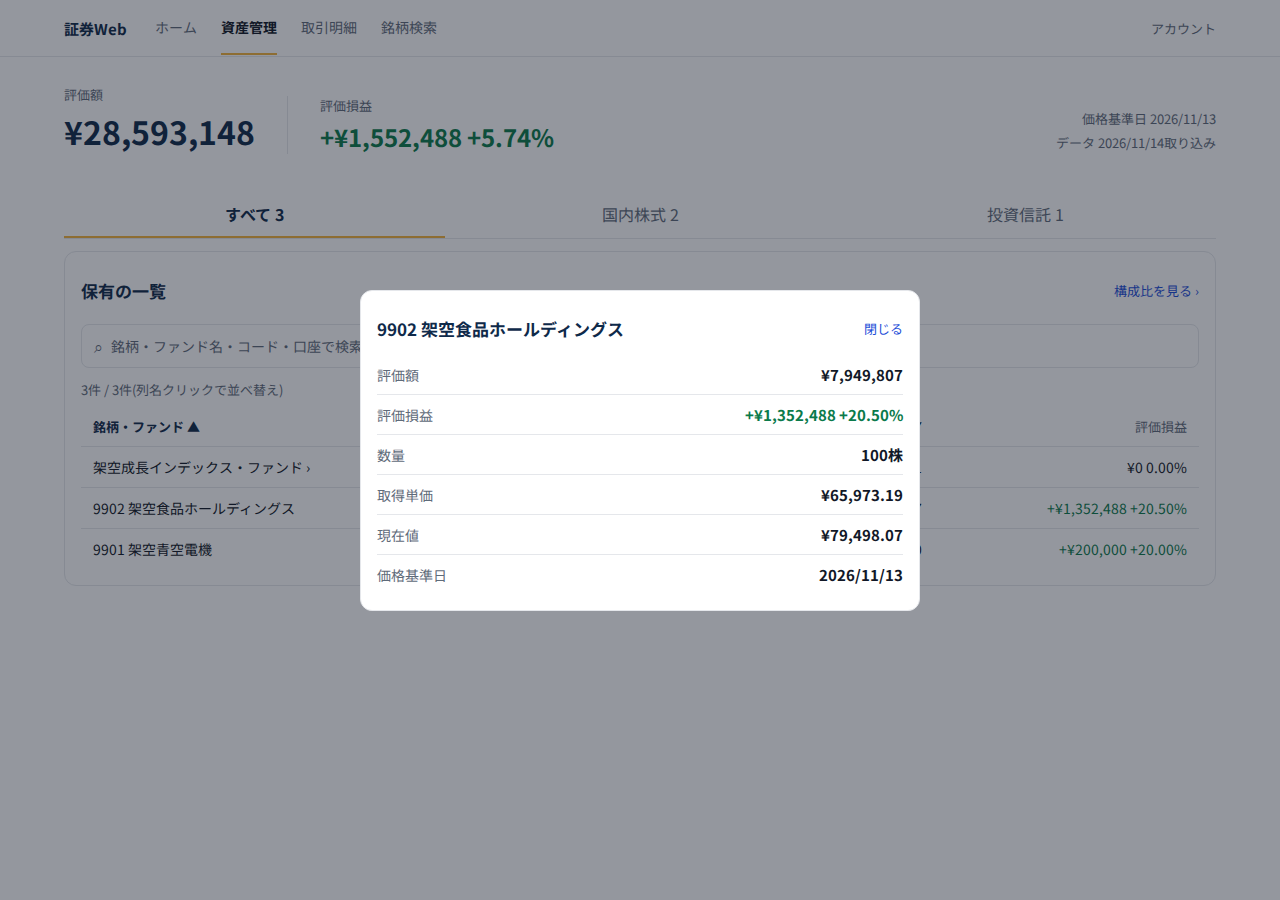 証券Web ホーム 資産管理 取引明細 銘柄検索 アカウント
評価額
¥28,593,148
評価損益
+¥1,552,488 +5.74%
価格基準日 2026/11/13
データ 2026/11/14取り込み
すべて 3 国内株式 2 投資信託 1
保有の一覧 構成比を見る ›
⌕ 銘柄・ファンド名・コード・口座で検索
3件 / 3件(列名クリックで並べ替え)
銘柄・ファンド ▲ 評価損益
架空成長インデックス・ファンド › ¥0 0.00%
9902 架空食品ホールディングス +¥1,352,488 +20.50%
9901 架空青空電機 +¥200,000 +20.00%
9902 架空食品ホールディングス 閉じる
評価額 ¥7,949,807
評価損益 +¥1,352,488 +20.50%
数量 100株
取得単価 ¥65,973.19
現在値 ¥79,498.07
価格基準日 2026/11/13